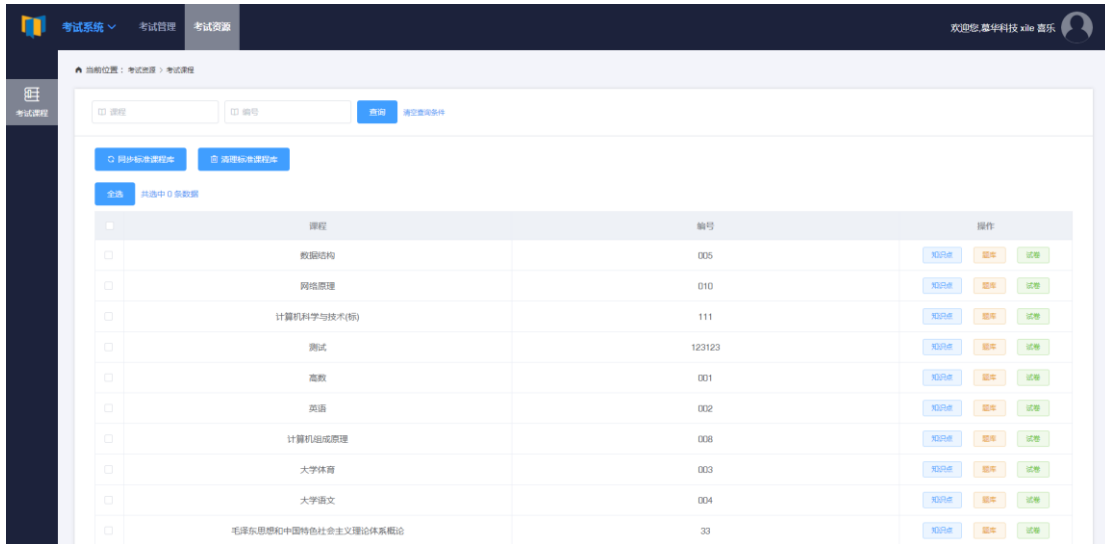 考试系统 考试管理 考试资源 欢迎您,慕华科技 xile 喜乐
当前位置： 考试资源 > 考试课程
考试课程
课程 编号 查询 清空查询条件
同步标准课程库 清理标准课程库
全选 共选中 0 条数据
课程 编号 操作
数据结构 005 知识点 题库 试卷
网络原理 010 知识点 题库 试卷
计算机科学与技术(标) 111 知识点 题库 试卷
测试 123123 知识点 题库 试卷
高数 001 知识点 题库 试卷
英语 002 知识点 题库 试卷
计算机组成原理 008 知识点 题库 试卷
大学体育 003 知识点 题库 试卷
大学语文 004 知识点 题库 试卷
毛泽东思想和中国特色社会主义理论体系概论 33 知识点 题库 试卷